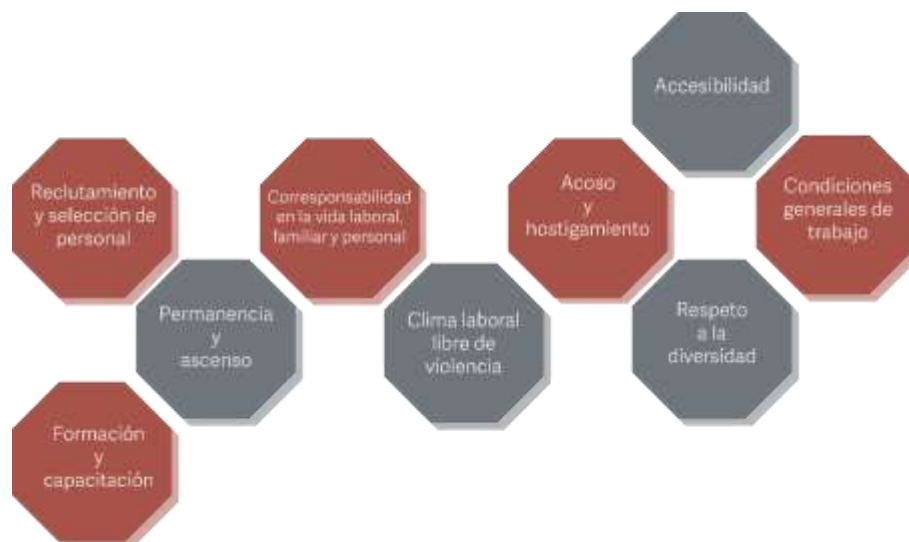 Accesibilidad
Reclutamiento
y selección de
personal
Corresponsabilidad
en la vida laboral,
familiar y personal
Acoso
y
hostigamiento
Condiciones
generales de
trabajo
Permanencia
y
ascenso
Clima laboral
libre de
violencia
Respeto
a la
diversidad
Formación
y
capacitación